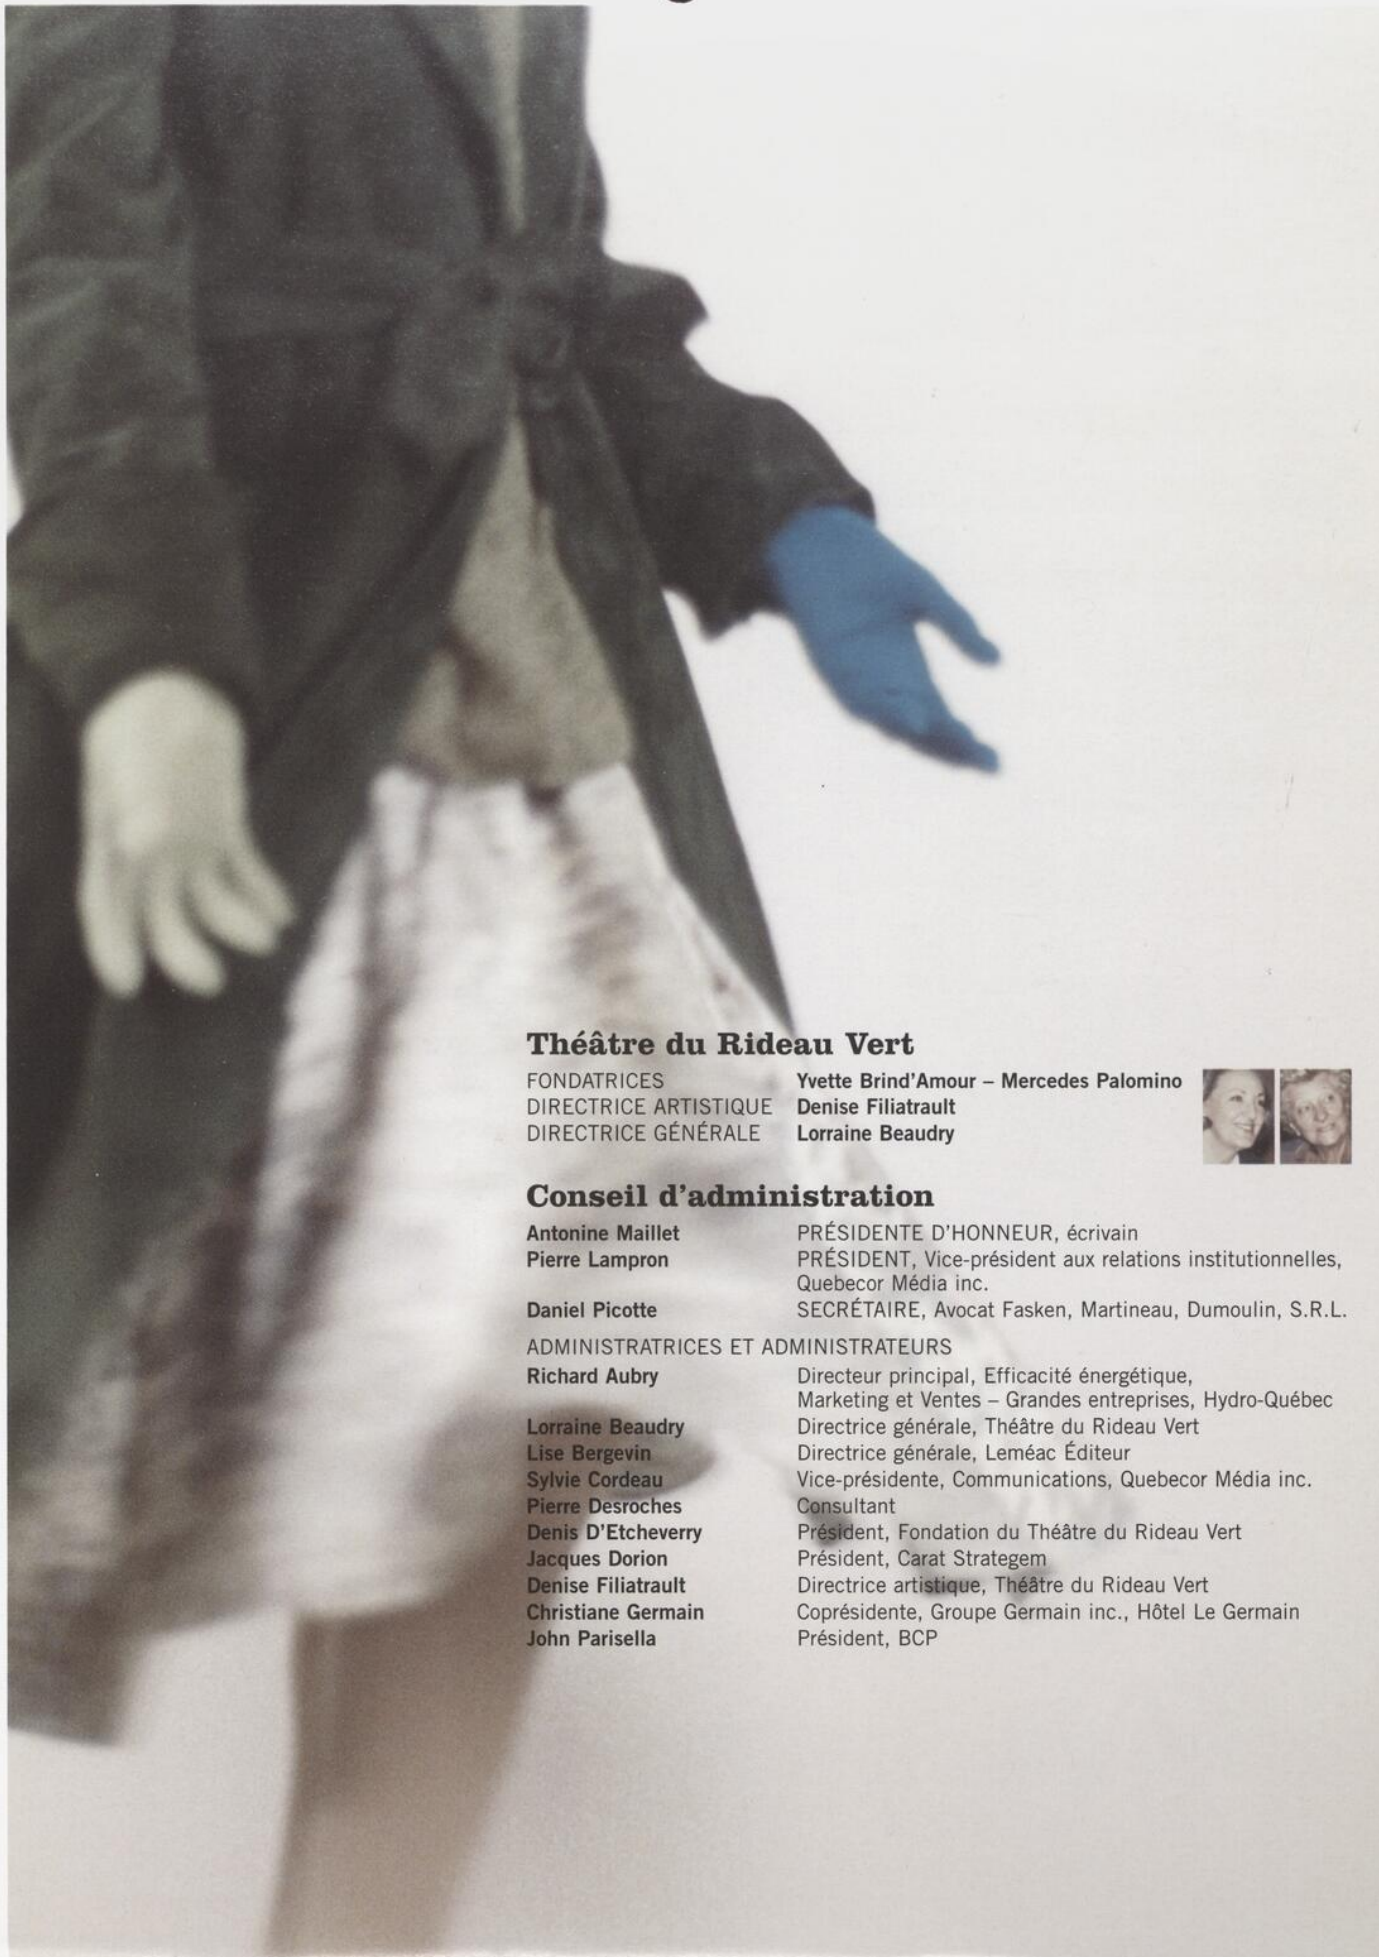 Théâtre du Rideau Vert
FONDATRICES Yvette Brind'Amour – Mercedes Palomino
DIRECTRICE ARTISTIQUE Denise Filiatrault
DIRECTRICE GÉNÉRALE Lorraine Beaudry
Conseil d'administration
Antonine Maillet PRÉSIDENTE D'HONNEUR, écrivain
Pierre Lampron PRÉSIDENT, Vice-président aux relations institutionnelles,
Quebecor Média inc.
Daniel Picotte SECRÉTAIRE, Avocat Fasken, Martineau, Dumoulin, S.R.L.
ADMINISTRATRICES ET ADMINISTRATEURS
Richard Aubry Directeur principal, Efficacité énergétique,
Marketing et Ventes – Grandes entreprises, Hydro-Québec
Lorraine Beaudry Directrice générale, Théâtre du Rideau Vert
Lise Bergevin Directrice générale, Leméac Éditeur
Sylvie Cordeau Vice-présidente, Communications, Quebecor Média inc.
Pierre Desroches Consultant
Denis D'Etcheverry Président, Fondation du Théâtre du Rideau Vert
Jacques Dorion Président, Carat Strategem
Denise Filiatrault Directrice artistique, Théâtre du Rideau Vert
Christiane Germain Coprésidente, Groupe Germain inc., Hôtel Le Germain
John Parisella Président, BCP